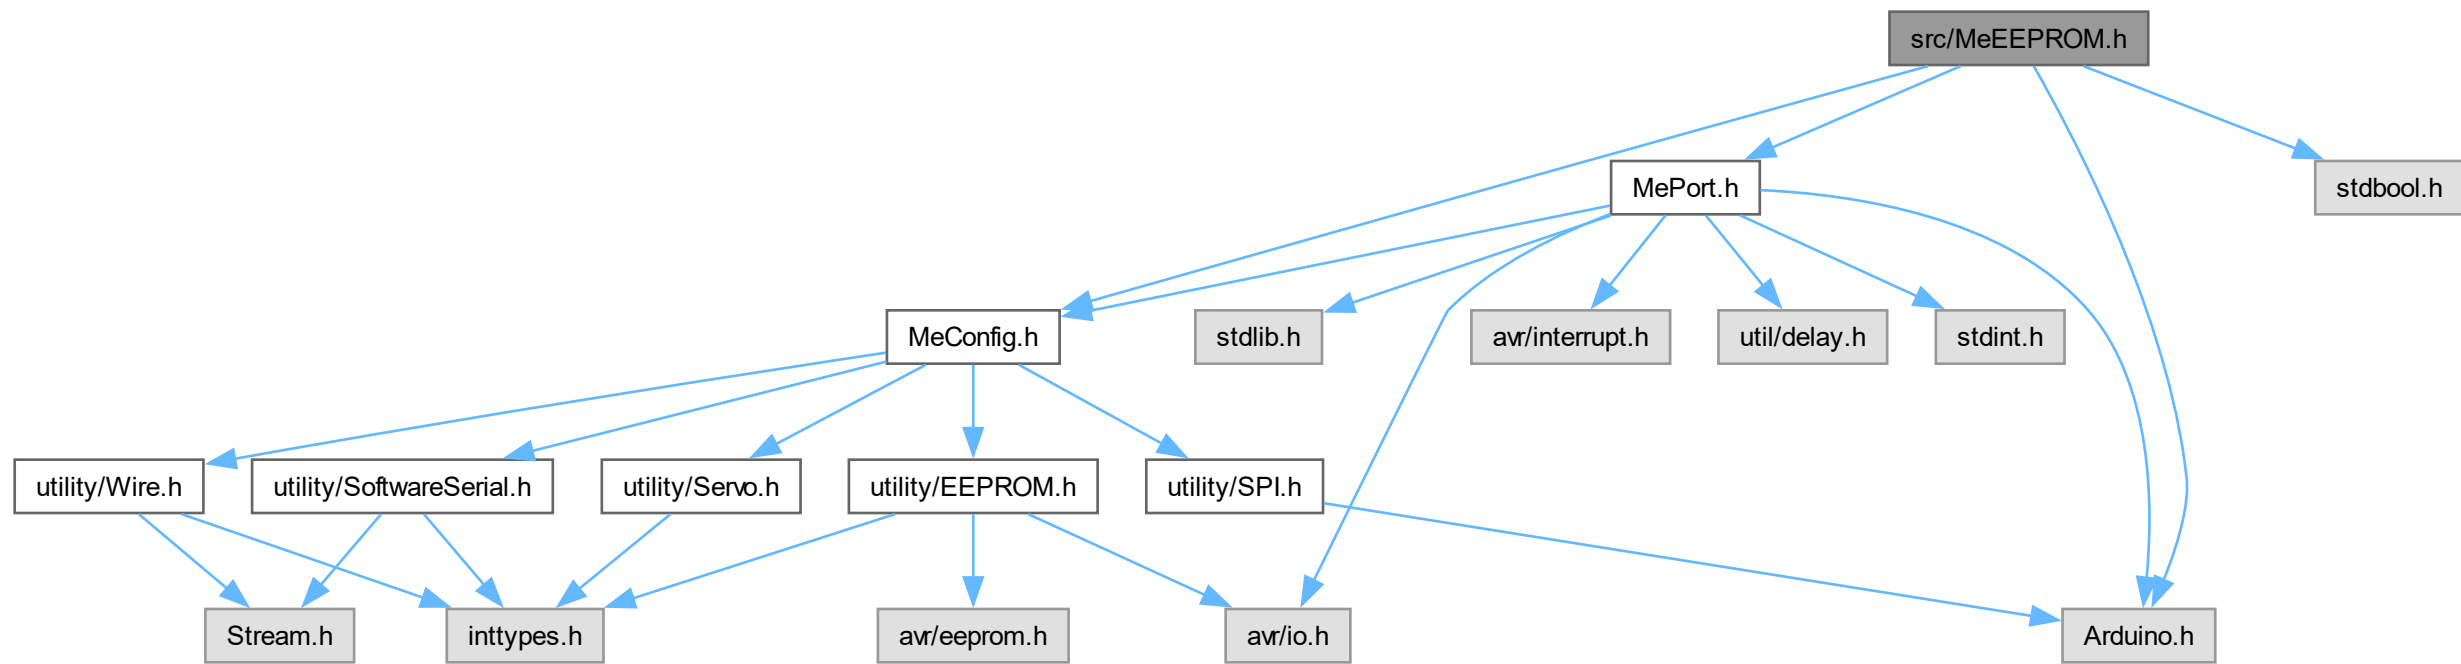 src/MeEEPROM.h
MePort.h
stdbool.h
MeConfig.h
stdlib.h
avr/interrupt.h
util/delay.h
stdint.h
utility/Wire.h
utility/SoftwareSerial.h
utility/Servo.h
utility/EEPROM.h
utility/SPI.h
Stream.h
inttypes.h
avr/eeprom.h
avr/io.h
Arduino.h